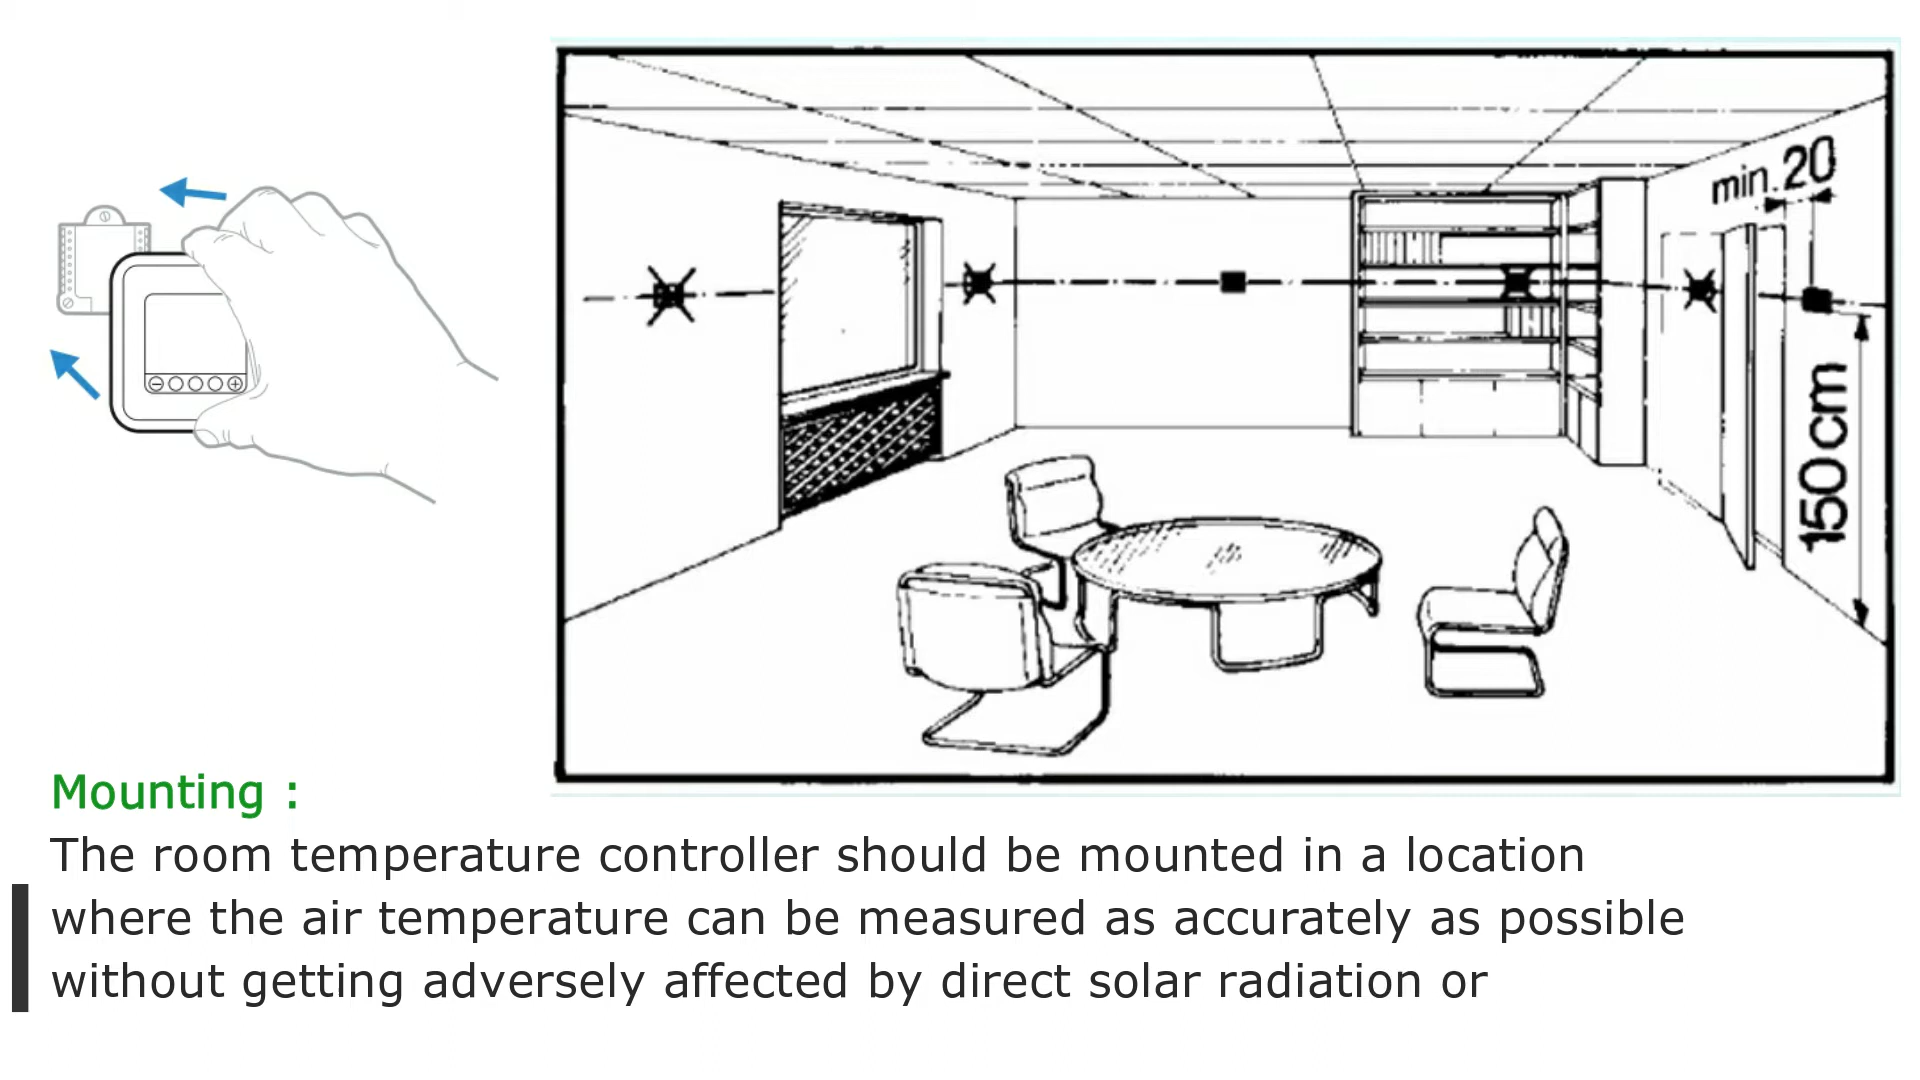 min. 20
150cm
Mounting :
The room temperature controller should be mounted in a location
where the air temperature can be measured as accurately as possible
without getting adversely affected by direct solar radiation or